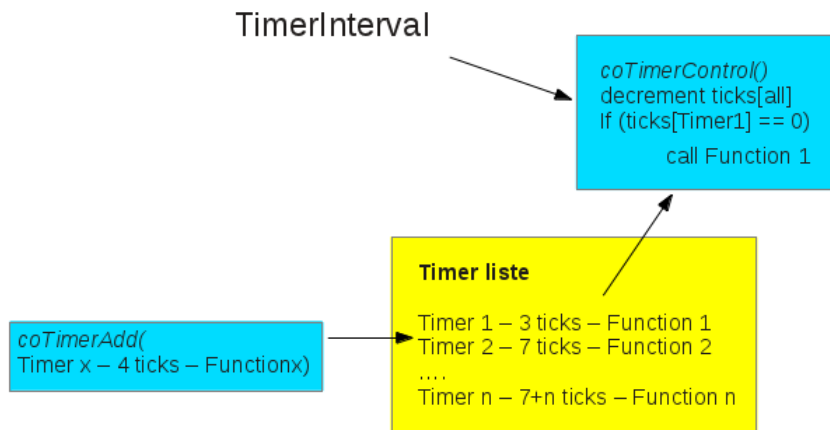 TimerInterval
coTimerControl()
decrement ticks[all]
If (ticks[Timer1] == 0)
call Function 1
Timer liste
Timer 1 – 3 ticks – Function 1
Timer 2 – 7 ticks – Function 2
....
Timer n – 7+n ticks – Function n
coTimerAdd(
Timer x – 4 ticks – Functionx)